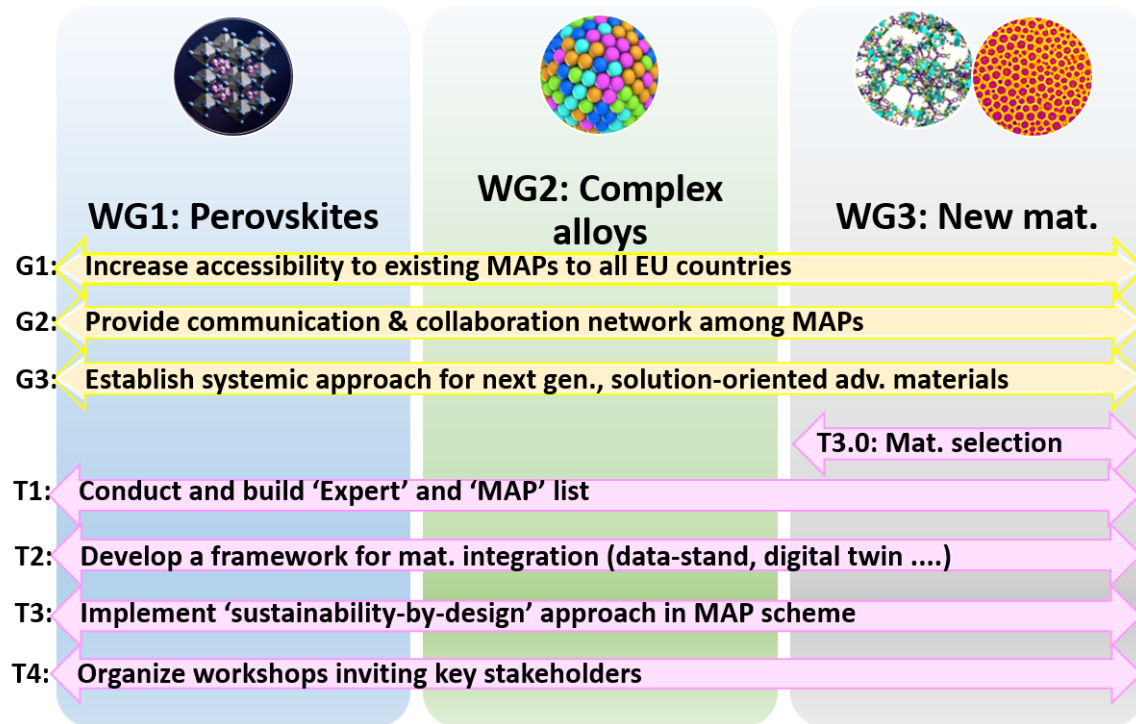 WG1: Perovskites
WG2: Complex
alloys
WG3: New mat.
G1: Increase accessibility to existing MAPs to all EU countries
G2: Provide communication & collaboration network among MAPs
G3: Establish systemic approach for next gen., solution-oriented adv. materials
T3.0: Mat. selection
T1: Conduct and build ‘Expert’ and ‘MAP’ list
T2: Develop a framework for mat. integration (data-stand, digital twin ....)
T3: Implement ‘sustainability-by-design’ approach in MAP scheme
T4: Organize workshops inviting key stakeholders